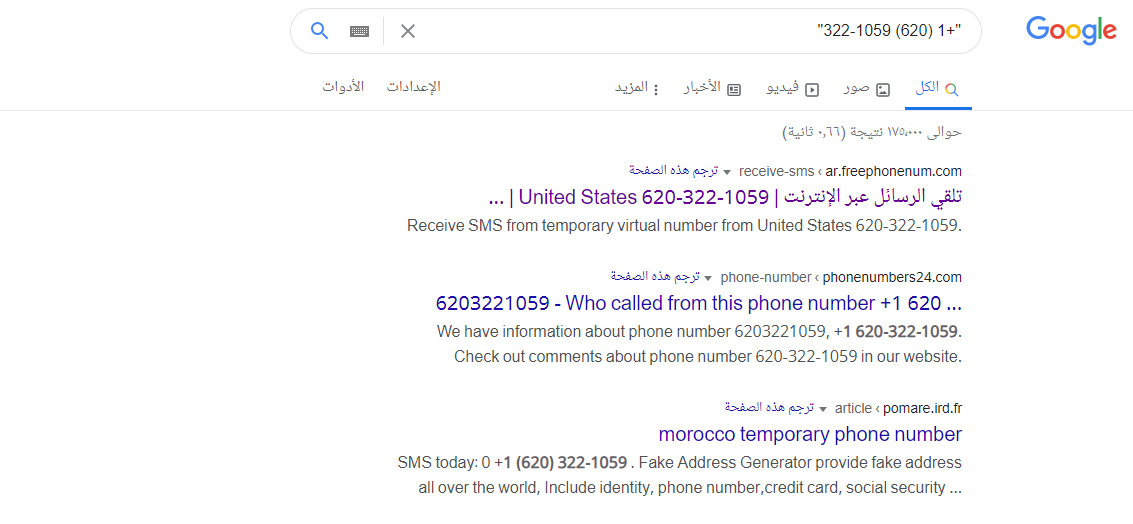 "+1 (620) 322-1059"
Google
الكل صور فيديو الأخبار المزيد الإعدادات الأدوات
حوالى ١٧٥,٠٠٠ نتيجة (٠,٦٦ ثانية)
ar.freephonenum.com › receive-sms ترجم هذه الصفحة
تلقي الرسائل عبر الإنترنت | United States 620-322-1059 | ...
Receive SMS from temporary virtual number from United States 620-322-1059.
phonenumbers24.com › phone-number ترجم هذه الصفحة
6203221059 - Who called from this phone number +1 620 ...
We have information about phone number 6203221059, +1 620-322-1059.
Check out comments about phone number 620-322-1059 in our website.
pomare.ird.fr › article ترجم هذه الصفحة
morocco temporary phone number
SMS today: 0 +1 (620) 322-1059 . Fake Address Generator provide fake address
all over the world, Include identity, phone number,credit card, social security ...